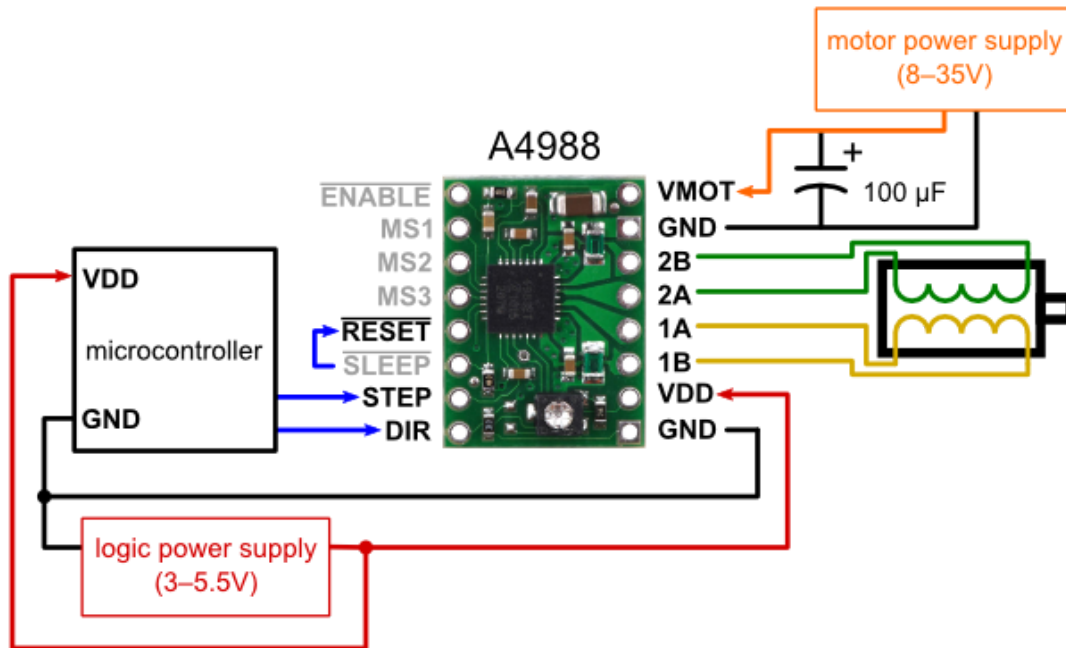 motor power supply
(8–35V)
A4988
ENABLE
MS1
MS2
MS3
RESET
SLEEP
STEP
DIR
VMOT
GND
2B
2A
1A
1B
VDD
GND
+
100 µF
VDD
microcontroller
GND
logic power supply
(3–5.5V)